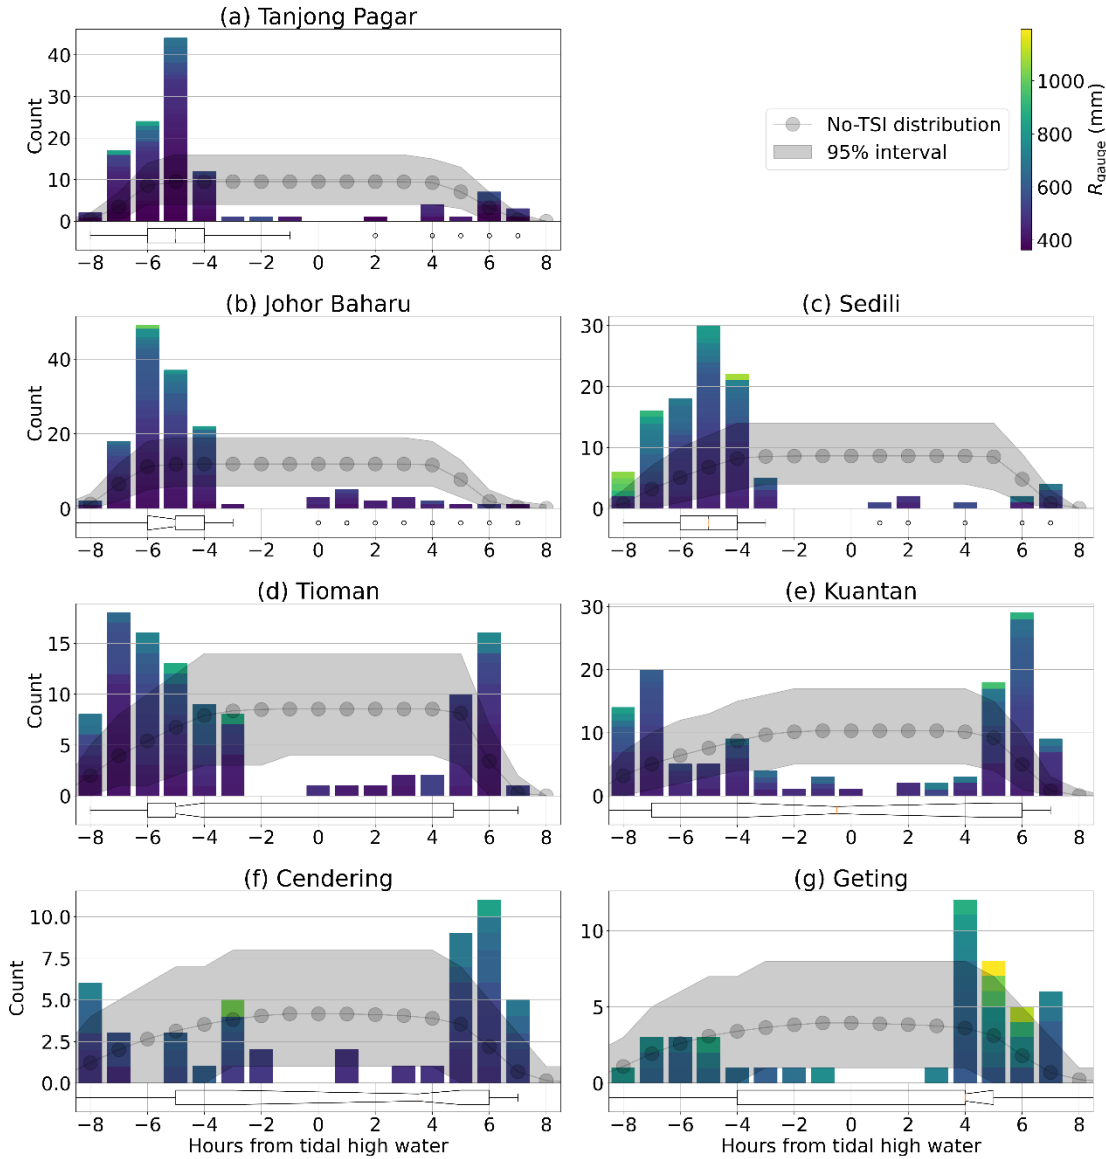 (a) Tanjong Pagar
Count
40
30
20
10
0
−8 −6 −4 −2 0 2 4 6 8
No-TSI distribution
95% interval
1000
800
600
400
Rgauge (mm)
(b) Johor Baharu
Count
40
20
0
−8 −6 −4 −2 0 2 4 6 8
(c) Sedili
30
20
10
0
−8 −6 −4 −2 0 2 4 6 8
(d) Tioman
Count
15
10
5
0
−8 −6 −4 −2 0 2 4 6 8
(e) Kuantan
30
20
10
0
−8 −6 −4 −2 0 2 4 6 8
(f) Cendering
Count
10.0
7.5
5.0
2.5
0.0
−8 −6 −4 −2 0 2 4 6 8
Hours from tidal high water
(g) Geting
10
5
0
−8 −6 −4 −2 0 2 4 6 8
Hours from tidal high water